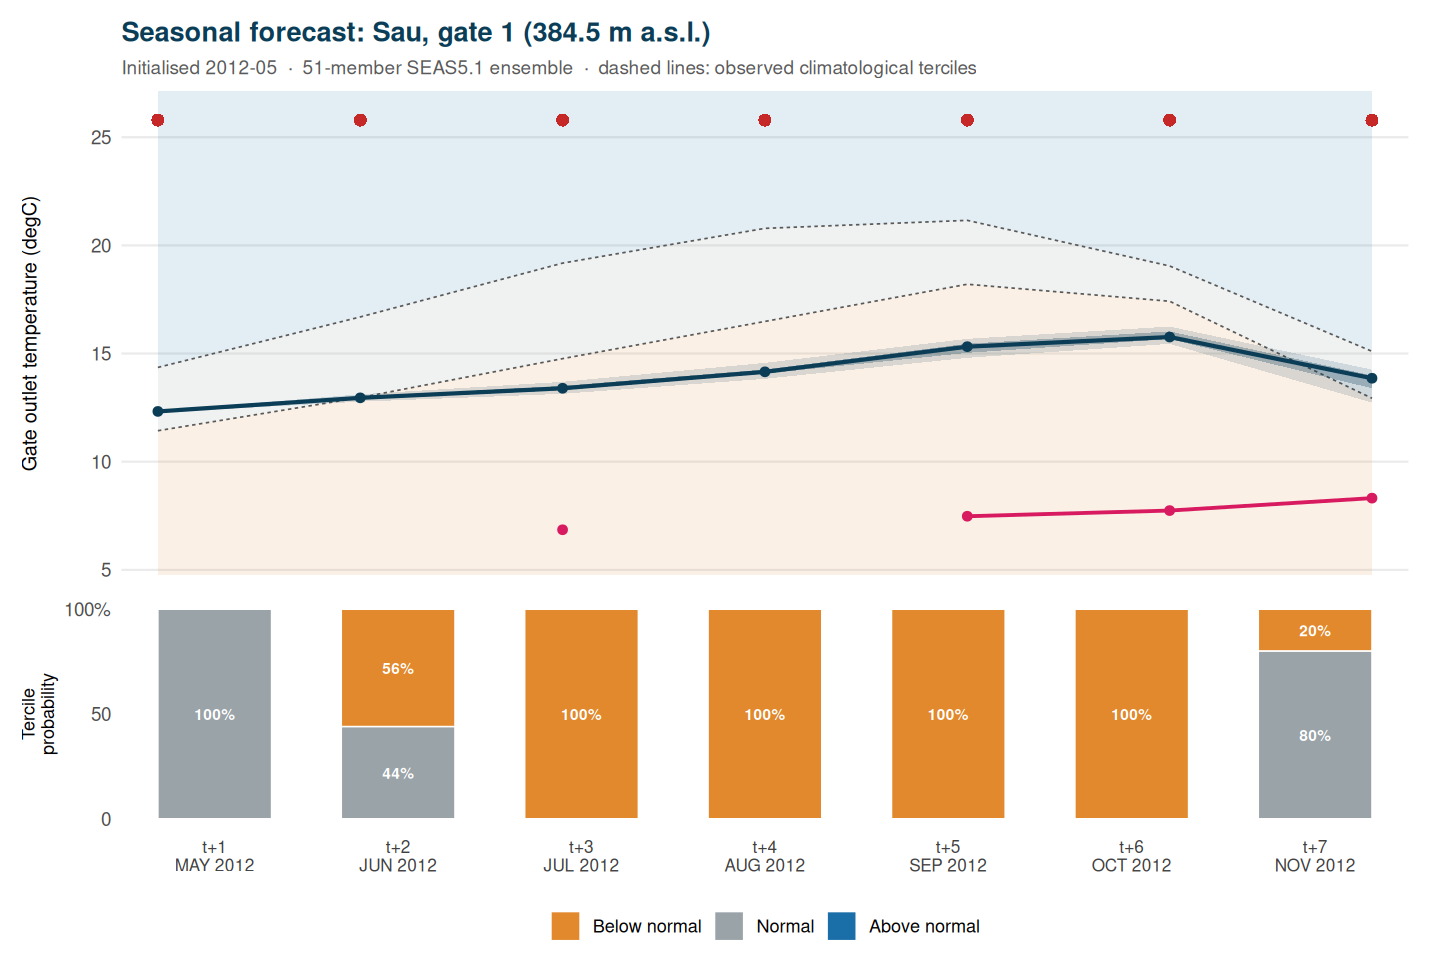 Seasonal forecast: Sau, gate 1 (384.5 m a.s.l.)
Initialised 2012-05 · 51-member SEAS5.1 ensemble · dashed lines: observed climatological terciles
Gate outlet temperature (degC)
25
20
15
10
5
Tercile
probability
100%
50
0
100%
56%
44%
100%
100%
100%
100%
20%
80%
t+1
MAY 2012
t+2
JUN 2012
t+3
JUL 2012
t+4
AUG 2012
t+5
SEP 2012
t+6
OCT 2012
t+7
NOV 2012
Below normal
Normal
Above normal